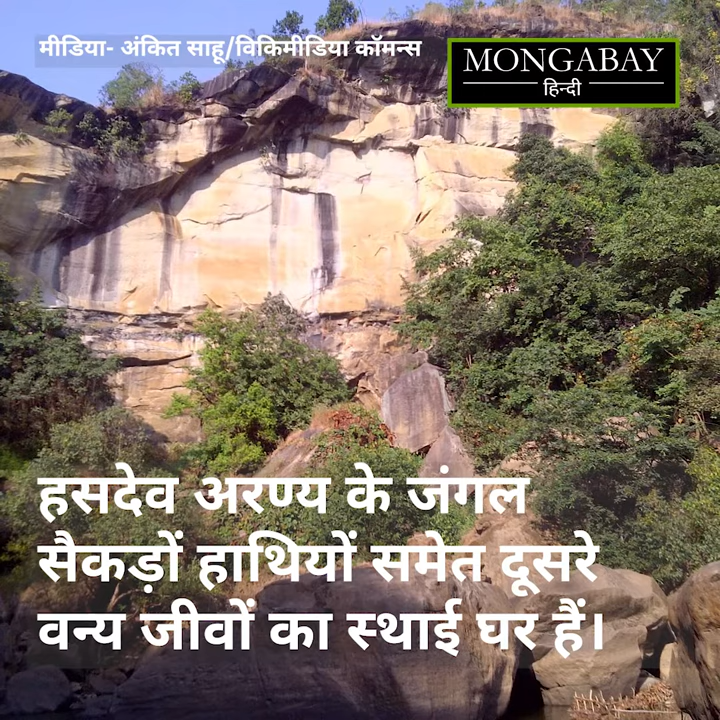 मीडिया- अंकित साहू/विकिमीडिया कॉमन्स
MONGABAY
हिन्दी
हसदेव अरण्य के जंगल
सैकड़ों हाथियों समेत दूसरे
वन्य जीवों का स्थाई घर हैं।